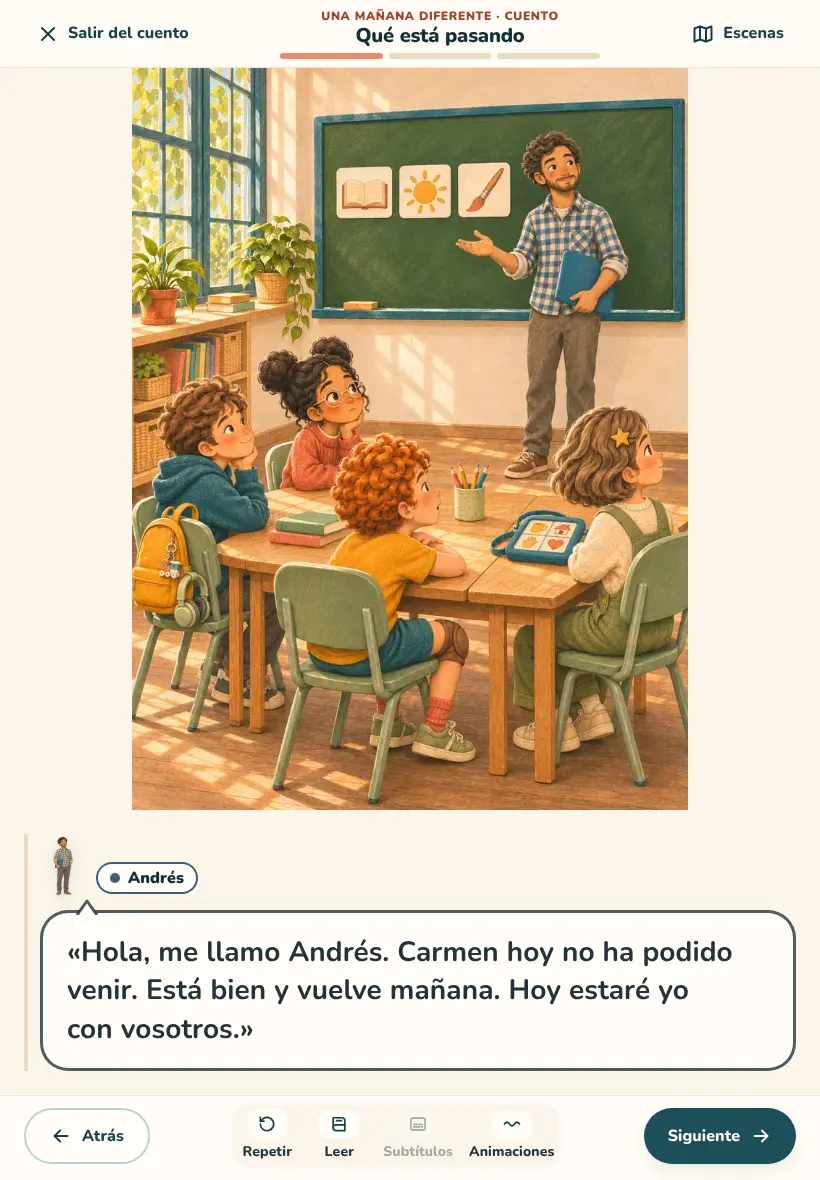 Salir del cuento
UNA MAÑANA DIFERENTE · CUENTO
Qué está pasando
Escenas
Andrés
«Hola, me llamo Andrés. Carmen hoy no ha podido
venir. Está bien y vuelve mañana. Hoy estaré yo
con vosotros.»
Atrás
Repetir
Leer
Subtítulos
Animaciones
Siguiente